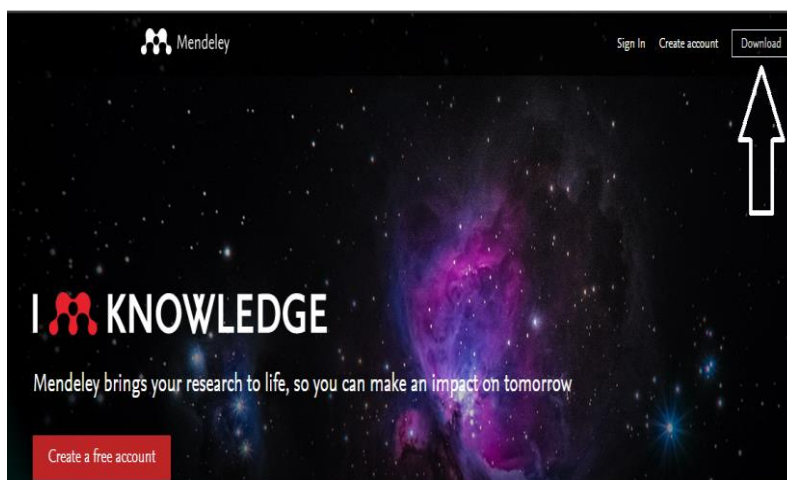 Mendeley
Sign In
Create account
Download
I KNOWLEDGE
Mendeley brings your research to life, so you can make an impact on tomorrow
Create a free account